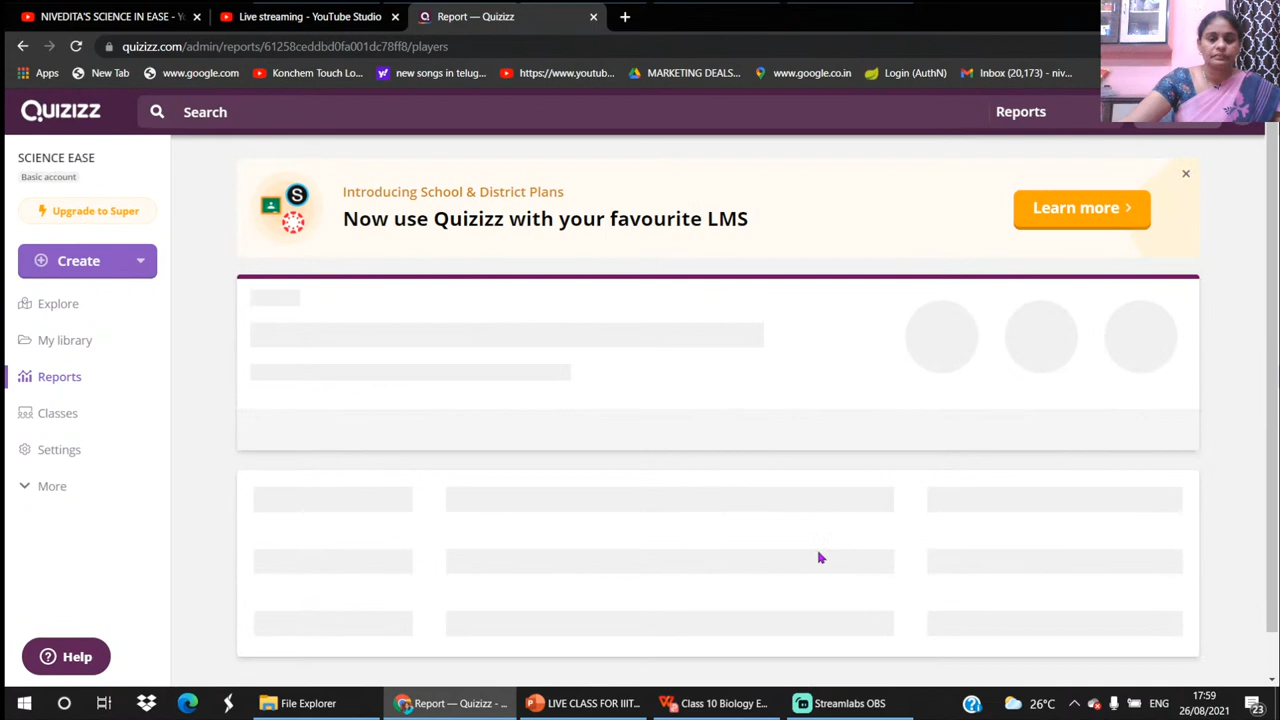 NIVEDITA'S SCIENCE IN EASE - Yo
Live streaming - YouTube Studio
Report — Quizizz
quizizz.com/admin/reports/61258ceddbd0fa001dc78ff8/players
Apps
New Tab
www.google.com
Konchem Touch Lo...
new songs in telug...
https://www.youtub...
MARKETING DEALS...
www.google.co.in
Login (AuthN)
Inbox (20,173) - niv...
QUIZIZZ
Search
Reports
SCIENCE EASE
Basic account
Upgrade to Super
Create
Explore
My library
Reports
Classes
Settings
More
Help
Introducing School & District Plans
Now use Quizizz with your favourite LMS
Learn more
File Explorer
Report — Quizizz - ...
LIVE CLASS FOR IIIT...
Class 10 Biology E...
Streamlabs OBS
26°C
ENG
17:59
26/08/2021
23